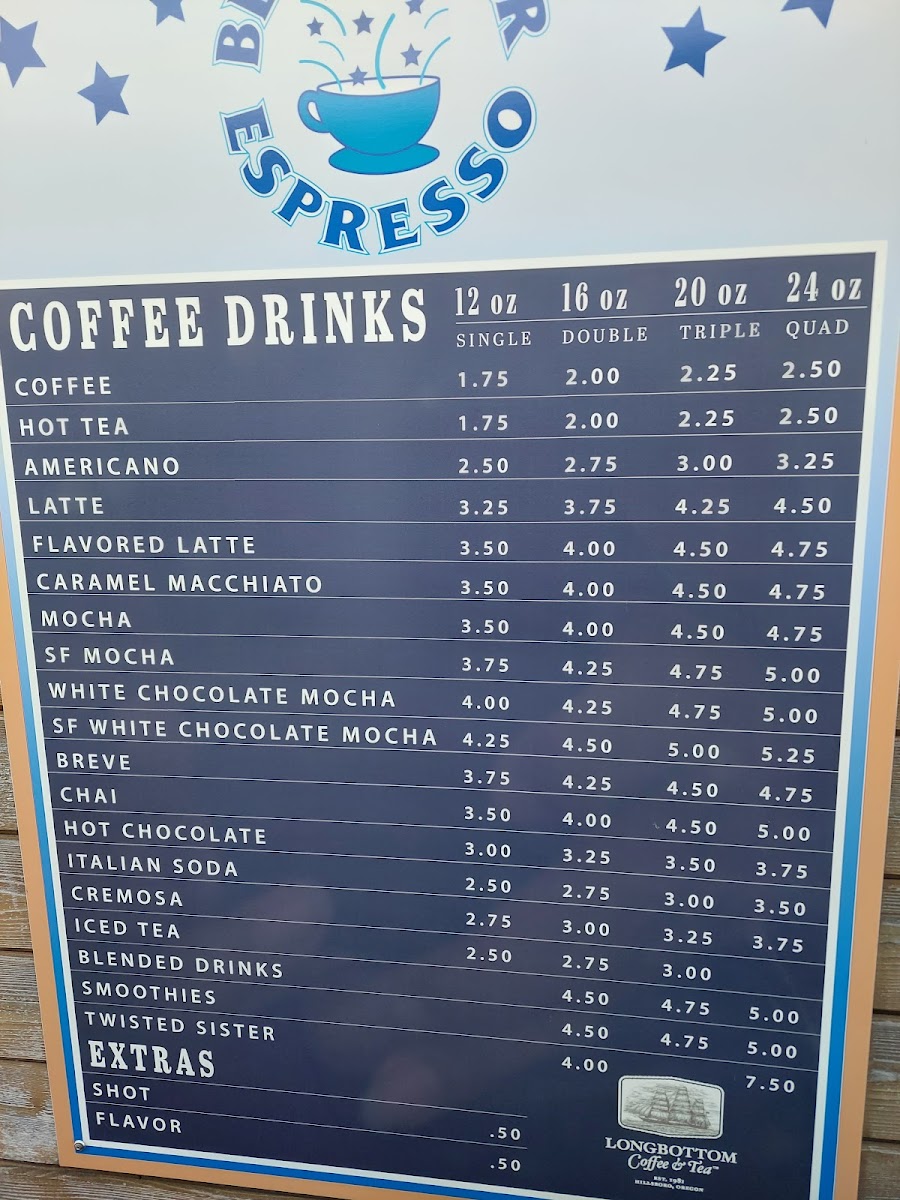 ESPRESSO
COFFEE DRINKS 12 oz 16 oz 20 oz 24 oz
SINGLE DOUBLE TRIPLE QUAD
COFFEE 1.75 2.00 2.25 2.50
HOT TEA 1.75 2.00 2.25 2.50
AMERICANO 2.50 2.75 3.00 3.25
LATTE 3.25 3.75 4.25 4.50
FLAVORED LATTE 3.50 4.00 4.50 4.75
CARAMEL MACCHIATO 3.50 4.00 4.50 4.75
MOCHA 3.50 4.00 4.50 4.75
SF MOCHA 3.75 4.25 4.75 5.00
WHITE CHOCOLATE MOCHA 4.00 4.25 4.75 5.00
SF WHITE CHOCOLATE MOCHA 4.25 4.50 5.00 5.25
BREVE 3.75 4.25 4.50 4.75
CHAI 3.50 4.00 4.50 5.00
HOT CHOCOLATE 3.00 3.25 3.50 3.75
ITALIAN SODA 2.50 2.75 3.00 3.50
CREMOSA 2.75 3.00 3.25 3.75
ICED TEA 2.50 2.75 3.00
BLENDED DRINKS 4.50 4.75 5.00
SMOOTHIES 4.50 4.75 5.00
TWISTED SISTER 4.00 7.50
EXTRAS
SHOT .50
FLAVOR .50
LONGBOTTOM
Coffee & Tea™
EST. 1981
HILLSBORO, OREGON